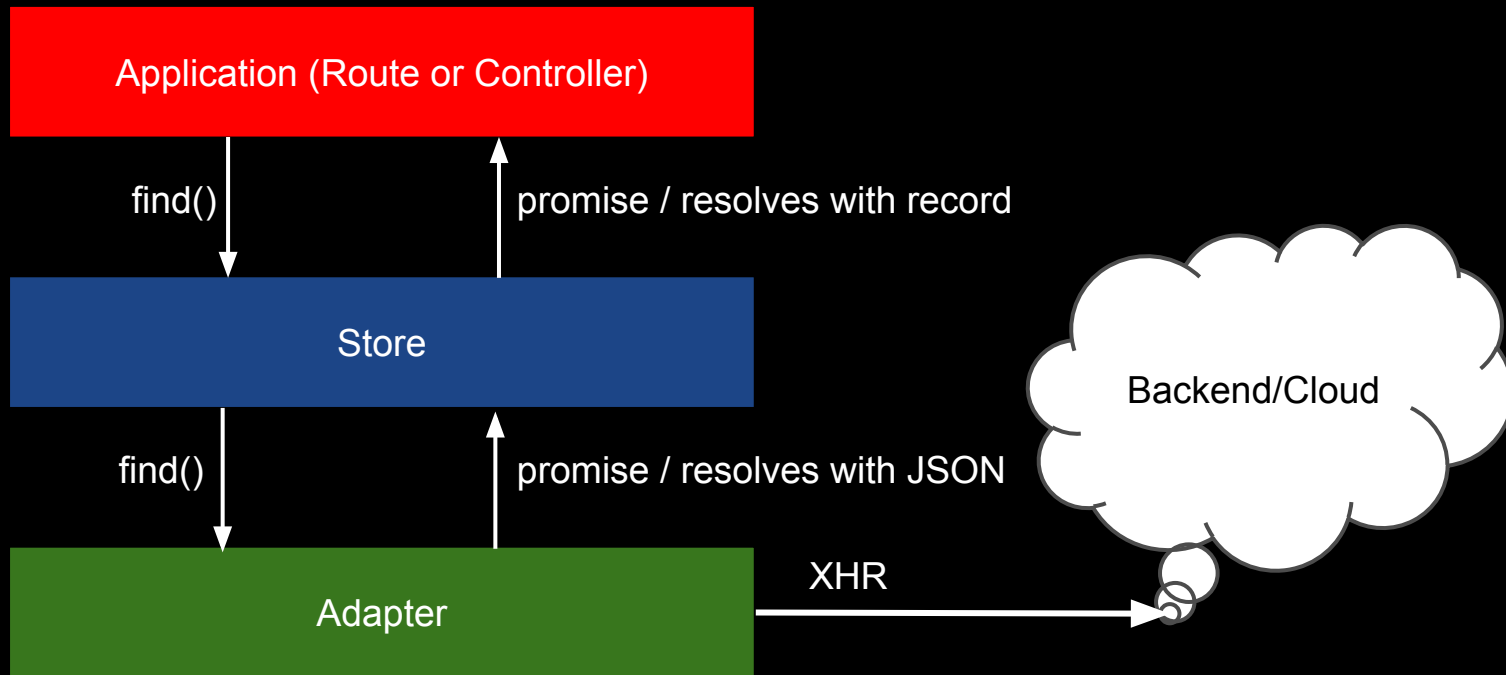 Application (Route or Controller)
find()
promise / resolves with record
Store
Backend/Cloud
find()
promise / resolves with JSON
XHR
Adapter